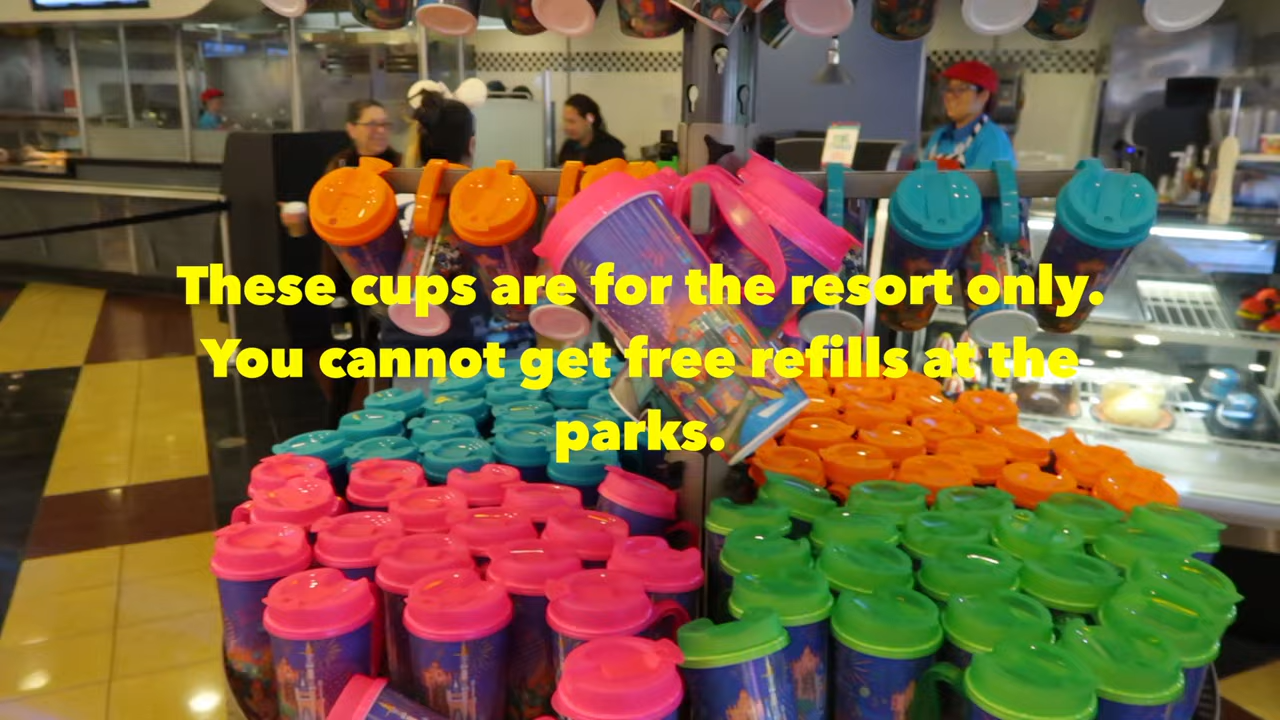 These cups are for the resort only.
You cannot get free refills at the
parks.